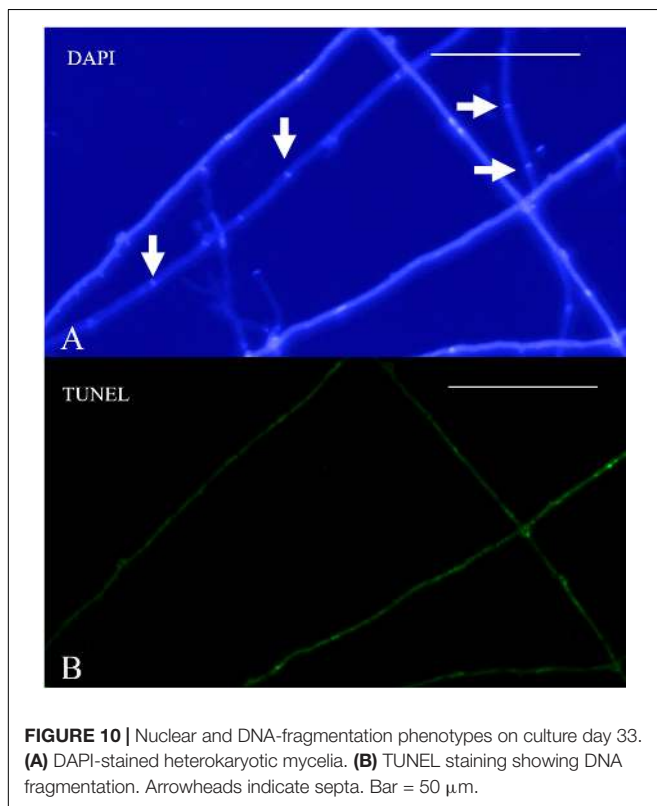 DAPI
A
TUNEL
B
FIGURE 10 | Nuclear and DNA-fragmentation phenotypes on culture day 33.
(A) DAPI-stained heterokaryotic mycelia. (B) TUNEL staining showing DNA
fragmentation. Arrowheads indicate septa. Bar = 50 μm.